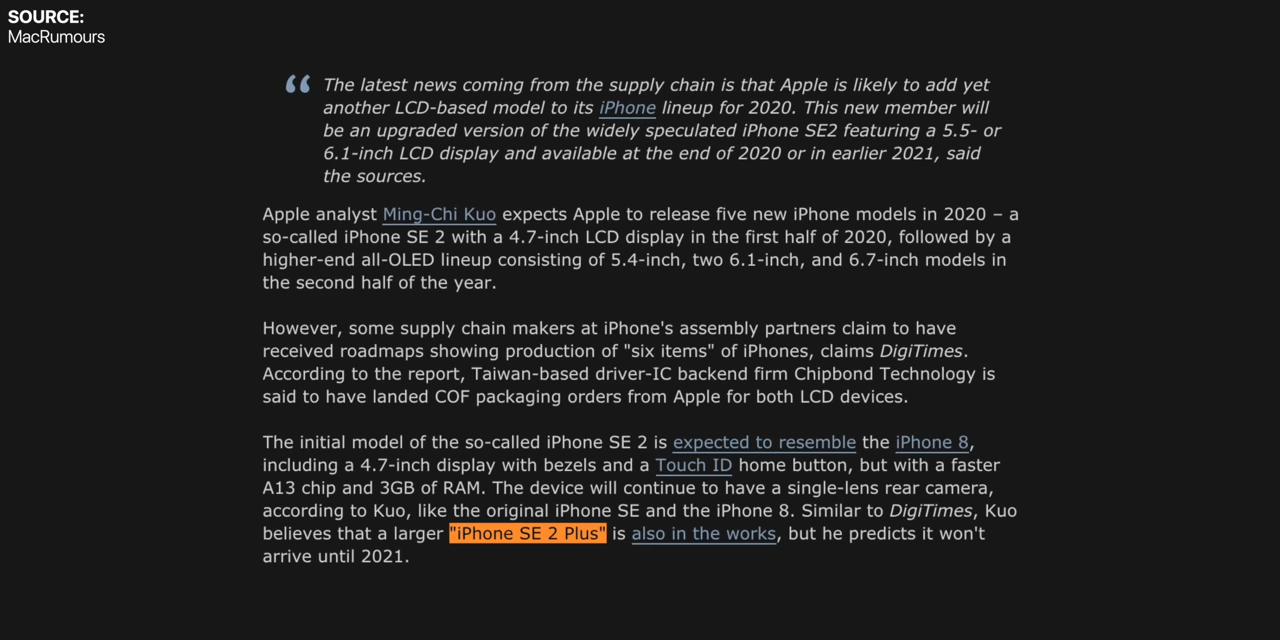 SOURCE:
MacRumours
“ The latest news coming from the supply chain is that Apple is likely to add yet
another LCD-based model to its iPhone lineup for 2020. This new member will
be an upgraded version of the widely speculated iPhone SE2 featuring a 5.5- or
6.1-inch LCD display and available at the end of 2020 or in earlier 2021, said
the sources.
Apple analyst Ming-Chi Kuo expects Apple to release five new iPhone models in 2020 – a
so-called iPhone SE 2 with a 4.7-inch LCD display in the first half of 2020, followed by a
higher-end all-OLED lineup consisting of 5.4-inch, two 6.1-inch, and 6.7-inch models in
the second half of the year.
However, some supply chain makers at iPhone's assembly partners claim to have
received roadmaps showing production of "six items" of iPhones, claims DigiTimes.
According to the report, Taiwan-based driver-IC backend firm Chipbond Technology is
said to have landed COF packaging orders from Apple for both LCD devices.
The initial model of the so-called iPhone SE 2 is expected to resemble the iPhone 8,
including a 4.7-inch display with bezels and a Touch ID home button, but with a faster
A13 chip and 3GB of RAM. The device will continue to have a single-lens rear camera,
according to Kuo, like the original iPhone SE and the iPhone 8. Similar to DigiTimes, Kuo
believes that a larger "iPhone SE 2 Plus" is also in the works, but he predicts it won't
arrive until 2021.